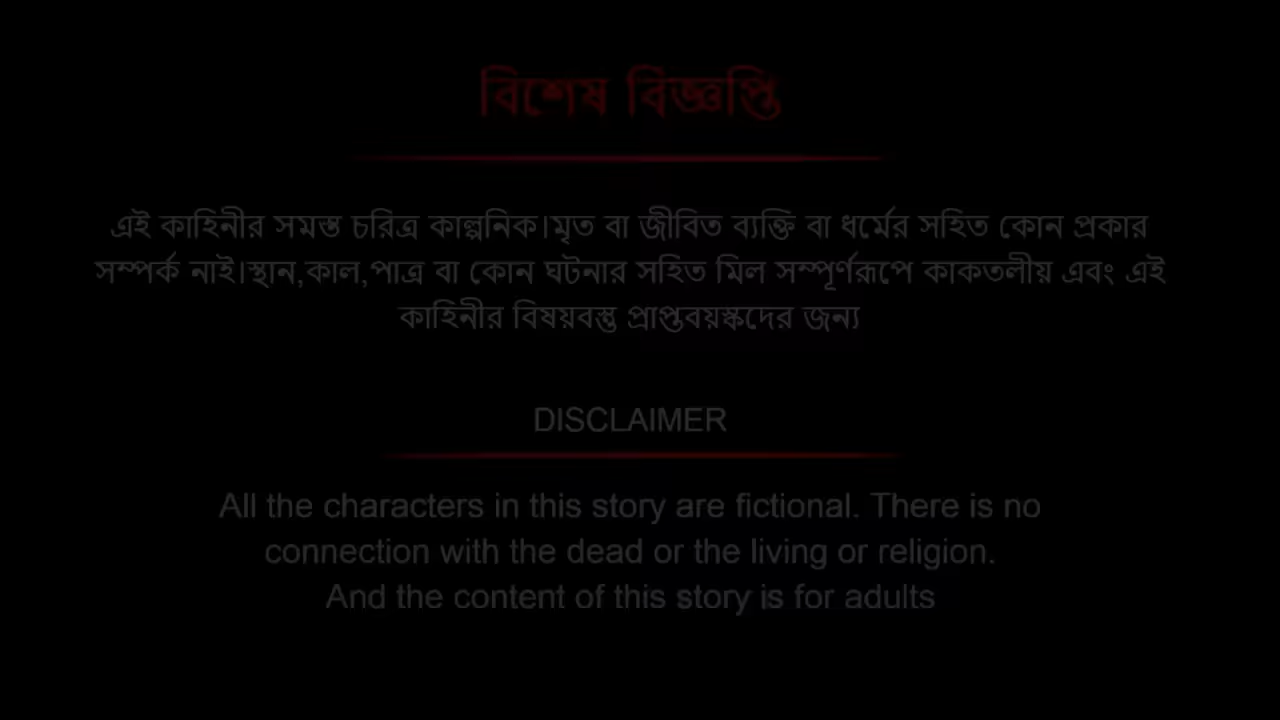 বিশেষ বিজ্ঞপ্তি
এই কাহিনীর সমস্ত চরিত্র কাল্পনিক।মৃত বা জীবিত ব্যক্তি বা ধর্মের সহিত কোন প্রকার
সম্পর্ক নাই।স্থান,কাল,পাত্র বা কোন ঘটনার সহিত মিল সম্পূর্ণরূপে কাকতলীয় এবং এই
কাহিনীর বিষয়বস্তু প্রাপ্তবয়স্কদের জন্য
DISCLAIMER
All the characters in this story are fictional. There is no
connection with the dead or the living or religion.
And the content of this story is for adults